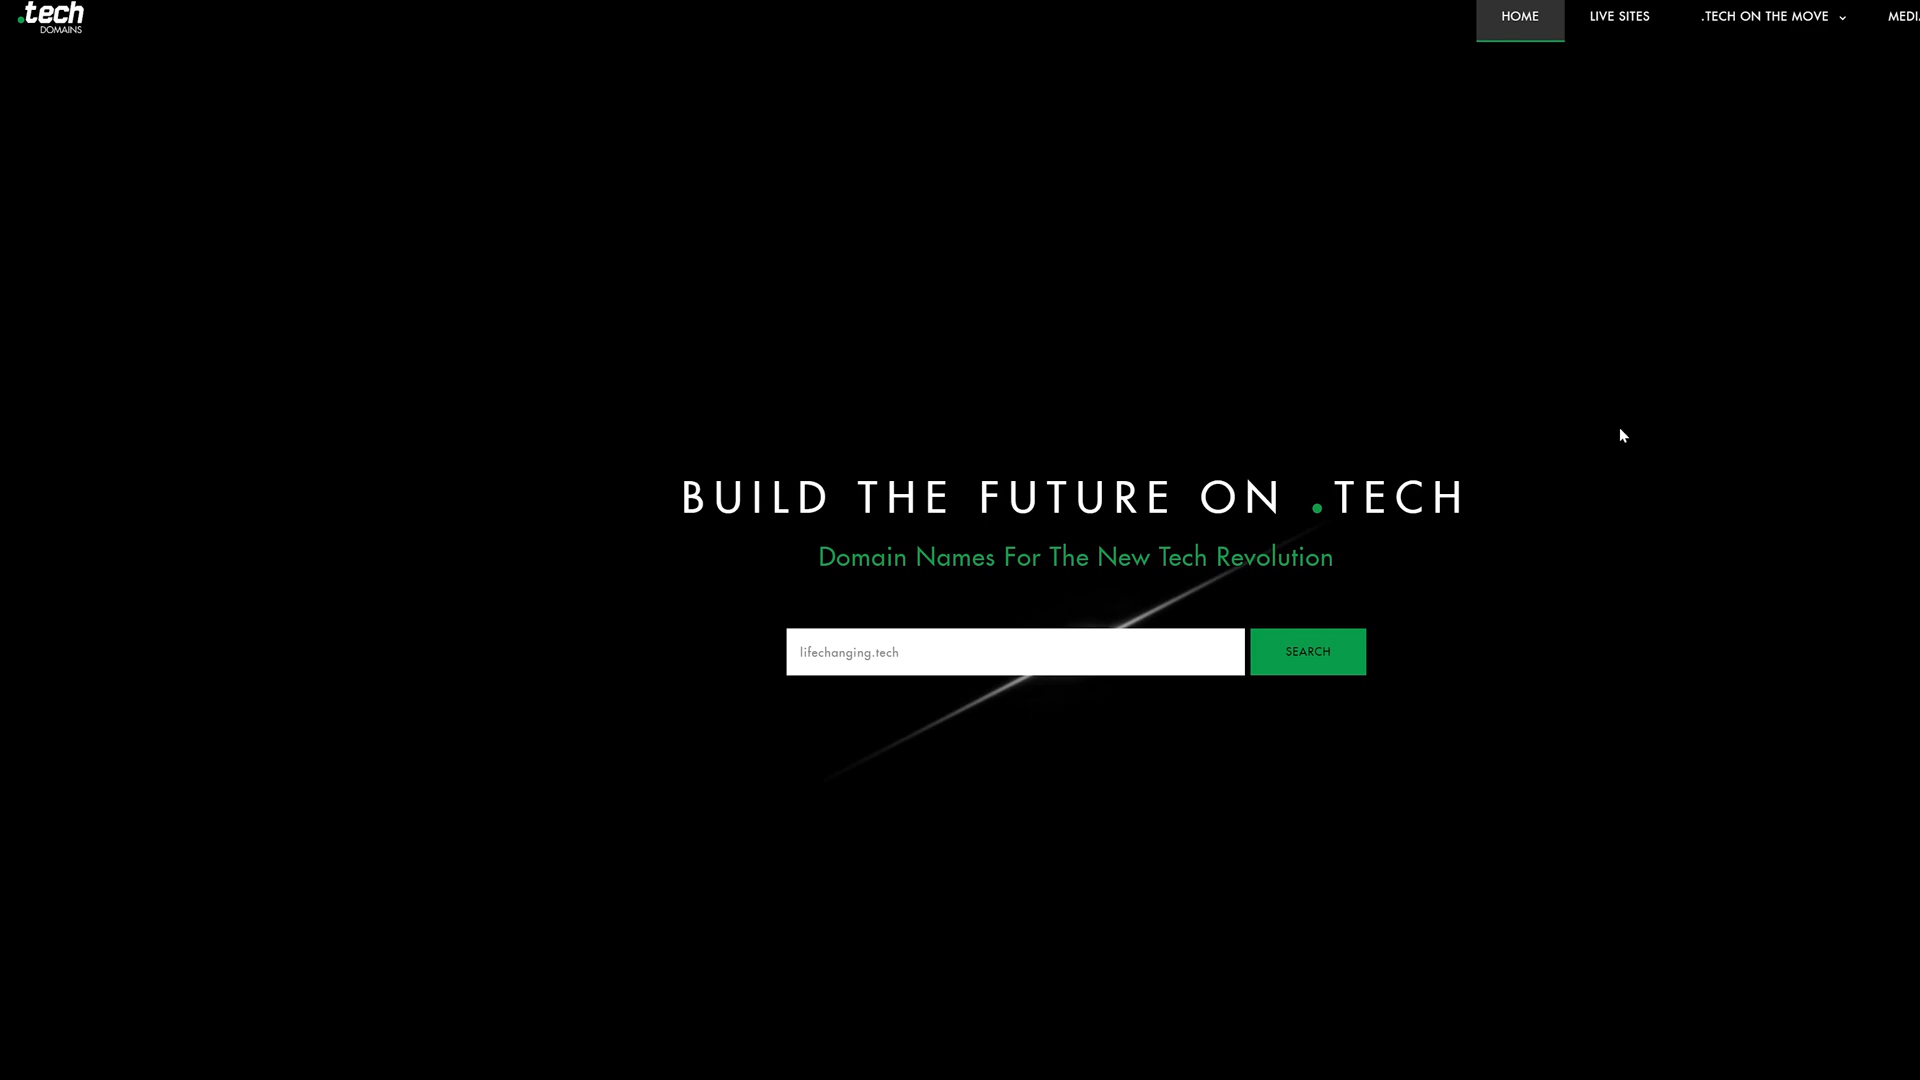 .tech
DOMAINS
HOME
LIVE SITES
.TECH ON THE MOVE
MEDI
BUILD THE FUTURE ON .TECH
Domain Names For The New Tech Revolution
lifechanging.tech
SEARCH